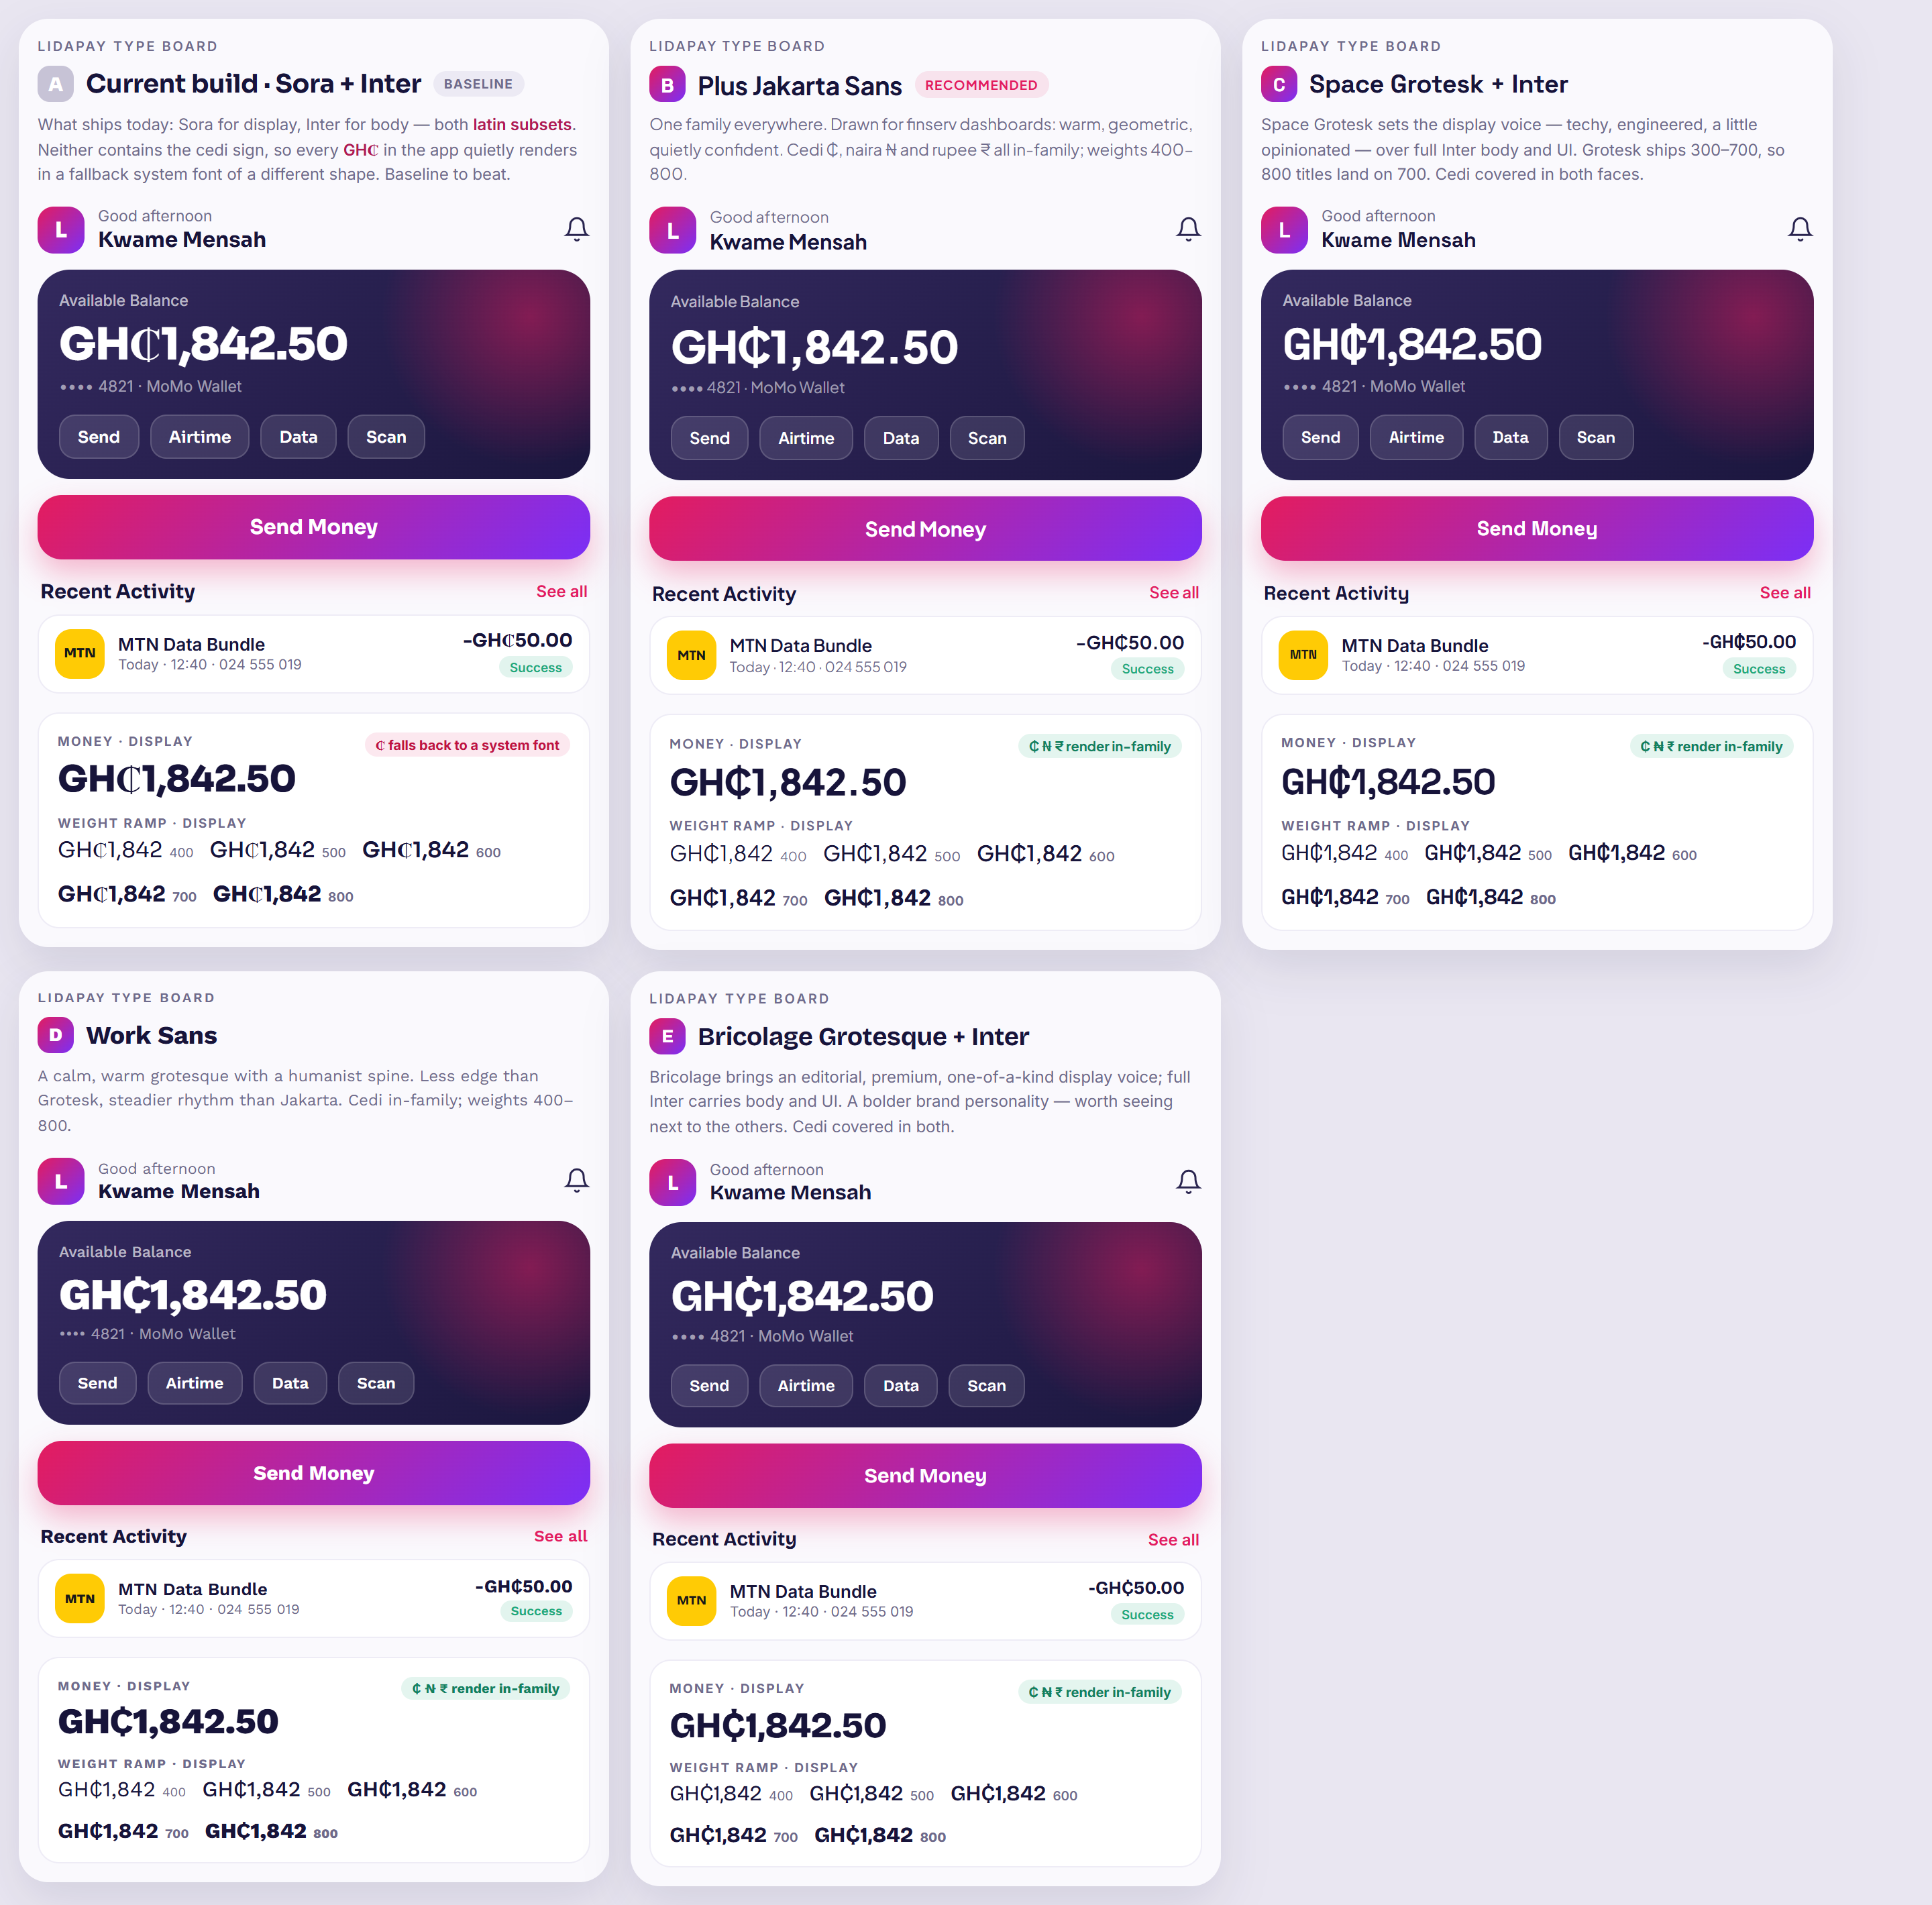 LIDAPAY TYPE BOARD
A Current build · Sora + Inter BASELINE
What ships today: Sora for display, Inter for body — both latin subsets.
Neither contains the cedi sign, so every GH₵ in the app quietly renders
in a fallback system font of a different shape. Baseline to beat.
L Good afternoon
Kwame Mensah
Available Balance
GH₵1,842.50
•••• 4821 · MoMo Wallet
Send Airtime Data Scan
Send Money
Recent Activity See all
MTN MTN Data Bundle -GH₵50.00
Today · 12:40 · 024 555 019 Success
MONEY · DISPLAY ₵ falls back to a system font
GH₵1,842.50
WEIGHT RAMP · DISPLAY
GH₵1,842 400 GH₵1,842 500 GH₵1,842 600
GH₵1,842 700 GH₵1,842 800
LIDAPAY TYPE BOARD
B Plus Jakarta Sans RECOMMENDED
One family everywhere. Drawn for finserv dashboards: warm, geometric,
quietly confident. Cedi ₵, naira ₦ and rupee ₹ all in-family; weights 400–
800.
L Good afternoon
Kwame Mensah
Available Balance
GH₵1,842.50
•••• 4821 · MoMo Wallet
Send Airtime Data Scan
Send Money
Recent Activity See all
MTN MTN Data Bundle -GH₵50.00
Today · 12:40 · 024 555 019 Success
MONEY · DISPLAY ₵ ₦ ₹ render in-family
GH₵1,842.50
WEIGHT RAMP · DISPLAY
GH₵1,842 400 GH₵1,842 500 GH₵1,842 600
GH₵1,842 700 GH₵1,842 800
LIDAPAY TYPE BOARD
C Space Grotesk + Inter
Space Grotesk sets the display voice — techy, engineered, a little
opinionated — over full Inter body and UI. Grotesk ships 300–700, so
800 titles land on 700. Cedi covered in both faces.
L Good afternoon
Kwame Mensah
Available Balance
GH₵1,842.50
•••• 4821 · MoMo Wallet
Send Airtime Data Scan
Send Money
Recent Activity See all
MTN MTN Data Bundle -GH₵50.00
Today · 12:40 · 024 555 019 Success
MONEY · DISPLAY ₵ ₦ ₹ render in-family
GH₵1,842.50
WEIGHT RAMP · DISPLAY
GH₵1,842 400 GH₵1,842 500 GH₵1,842 600
GH₵1,842 700 GH₵1,842 800
LIDAPAY TYPE BOARD
D Work Sans
A calm, warm grotesque with a humanist spine. Less edge than
Grotesk, steadier rhythm than Jakarta. Cedi in-family; weights 400–
800.
L Good afternoon
Kwame Mensah
Available Balance
GH₵1,842.50
•••• 4821 · MoMo Wallet
Send Airtime Data Scan
Send Money
Recent Activity See all
MTN MTN Data Bundle -GH₵50.00
Today · 12:40 · 024 555 019 Success
MONEY · DISPLAY ₵ ₦ ₹ render in-family
GH₵1,842.50
WEIGHT RAMP · DISPLAY
GH₵1,842 400 GH₵1,842 500 GH₵1,842 600
GH₵1,842 700 GH₵1,842 800
LIDAPAY TYPE BOARD
E Bricolage Grotesque + Inter
Bricolage brings an editorial, premium, one-of-a-kind display voice; full
Inter carries body and UI. A bolder brand personality — worth seeing
next to the others. Cedi covered in both.
L Good afternoon
Kwame Mensah
Available Balance
GH₵1,842.50
•••• 4821 · MoMo Wallet
Send Airtime Data Scan
Send Money
Recent Activity See all
MTN MTN Data Bundle -GH₵50.00
Today · 12:40 · 024 555 019 Success
MONEY · DISPLAY ₵ ₦ ₹ render in-family
GH₵1,842.50
WEIGHT RAMP · DISPLAY
GH₵1,842 400 GH₵1,842 500 GH₵1,842 600
GH₵1,842 700 GH₵1,842 800